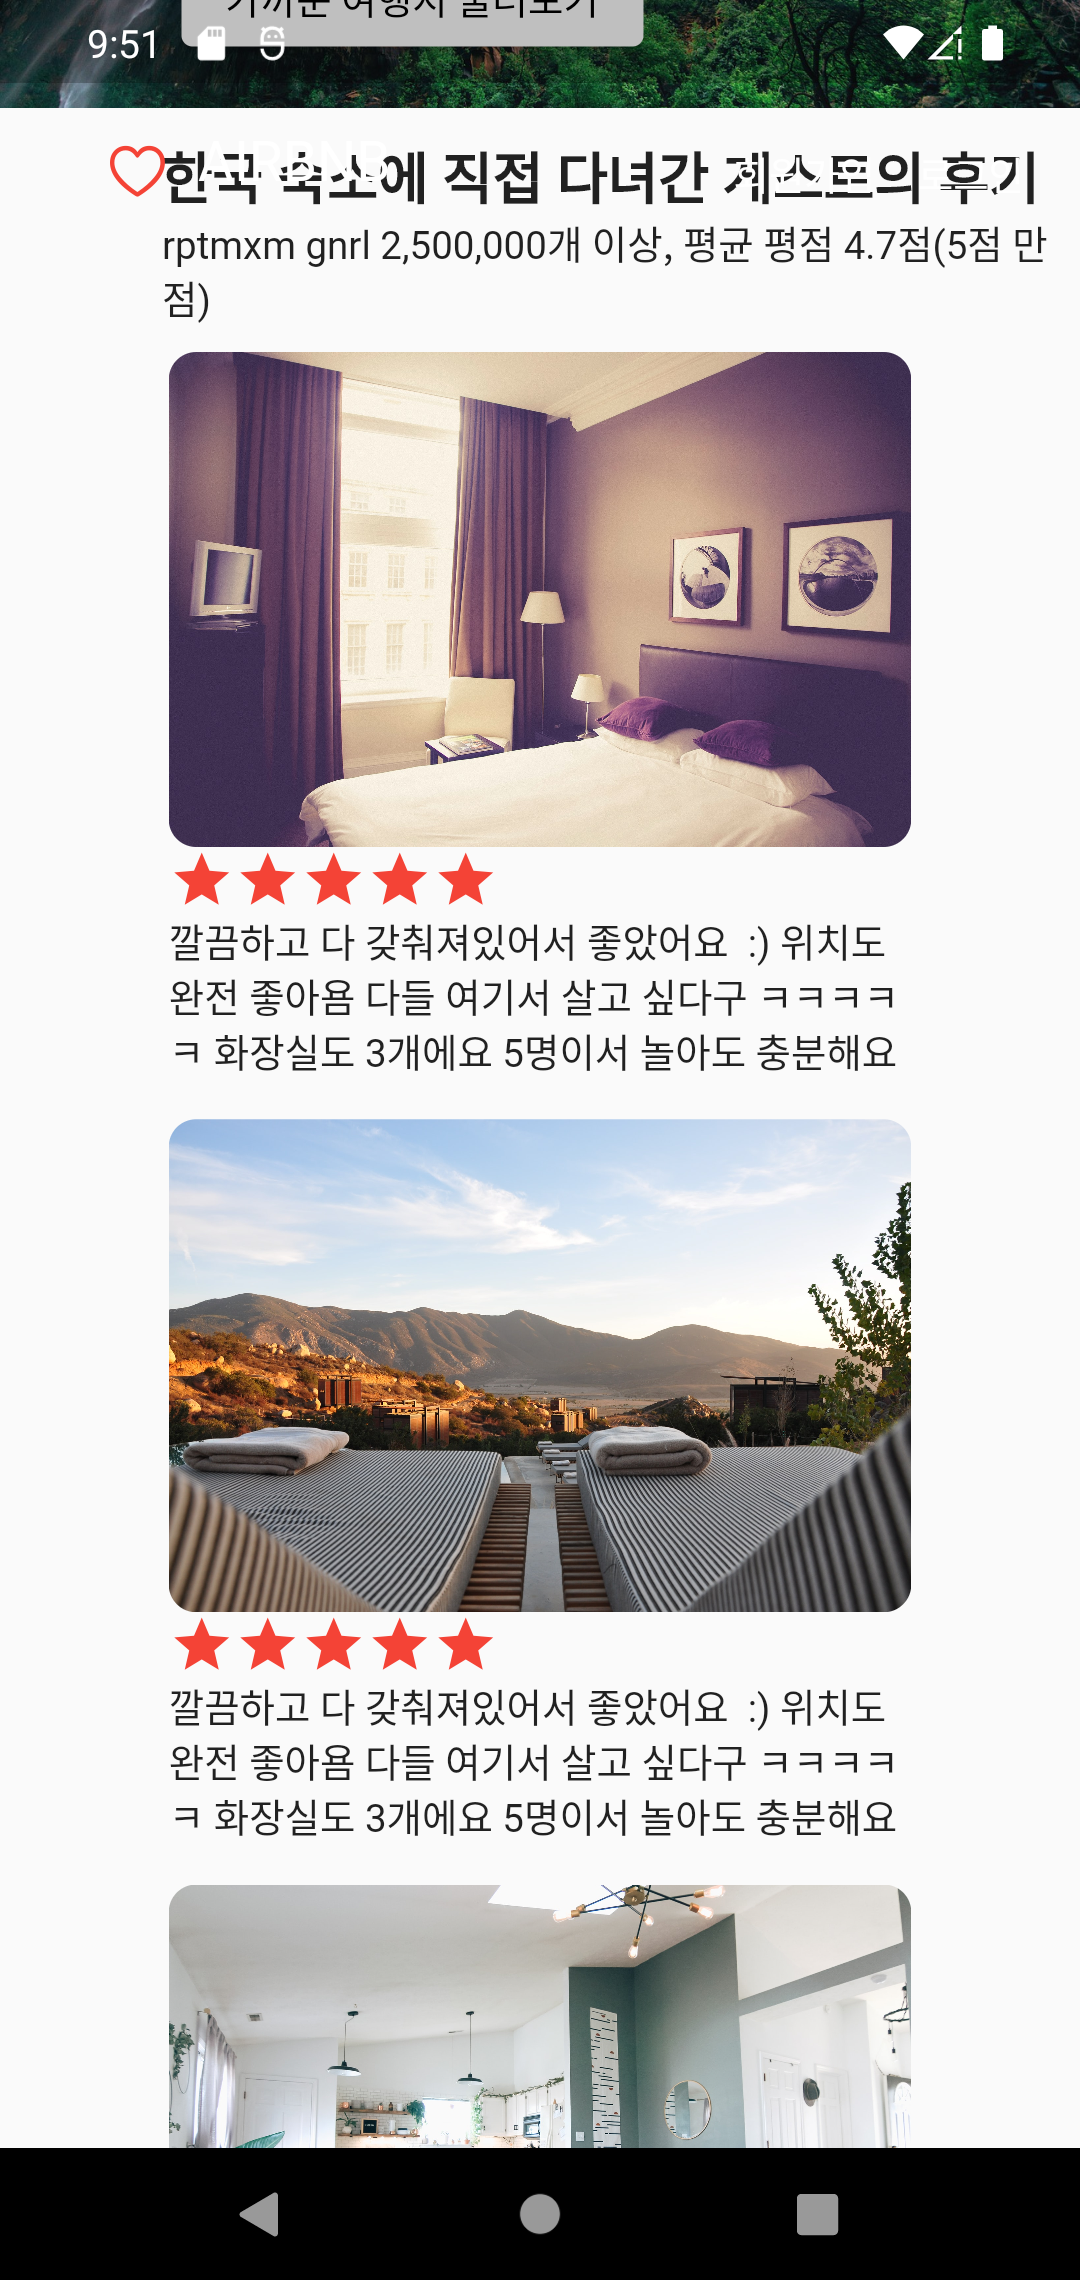 가까운 여행지 둘러보기
9:51
AIRBNB
한국 숙소에 직접 다녀간 게스트의 후기
rptmxm gnrl 2,500,000개 이상, 평균 평점 4.7점(5점 만
점)
깔끔하고 다 갖춰져있어서 좋았어요  :) 위치도
완전 좋아욤 다들 여기서 살고 싶다구 ㅋㅋㅋㅋ
ㅋ 화장실도 3개에요 5명이서 놀아도 충분해요
깔끔하고 다 갖춰져있어서 좋았어요  :) 위치도
완전 좋아욤 다들 여기서 살고 싶다구 ㅋㅋㅋㅋ
ㅋ 화장실도 3개에요 5명이서 놀아도 충분해요